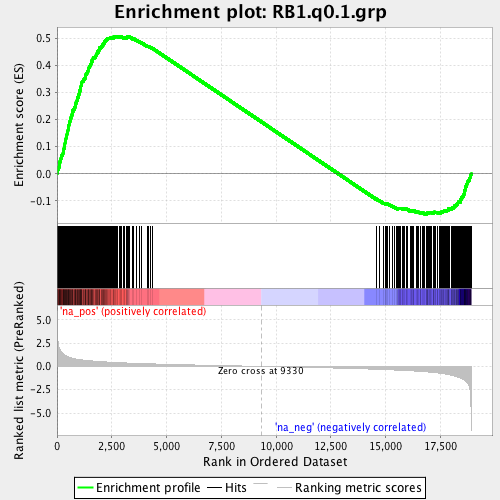 Enrichment plot: RB1.q0.1.grp
Enrichment score (ES)
0.5
0.4
0.3
0.2
0.1
0.0
-0.1
'na_pos' (positively correlated)
Ranked list metric (PreRanked)
5.0
2.5
0.0
-2.5
-5.0
Zero cross at 9330
'na_neg' (negatively correlated)
0 2,500 5,000 7,500 10,000 12,500 15,000 17,500
Rank in Ordered Dataset
Enrichment profile Hits Ranking metric scores